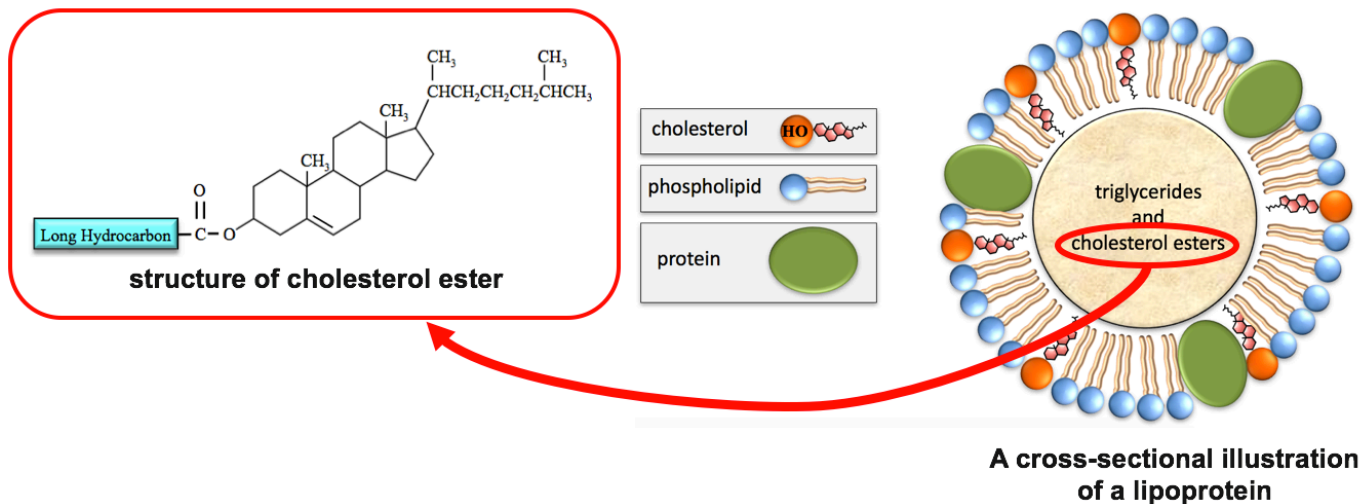 CH₃
CH₃
CHCH₂CH₂CH₂CHCH₃
CH₃
CH₃
O
Long Hydrocarbon
C
O
structure of cholesterol ester
cholesterol
HO
phospholipid
protein
triglycerides
and
cholesterol esters
A cross-sectional illustration
of a lipoprotein